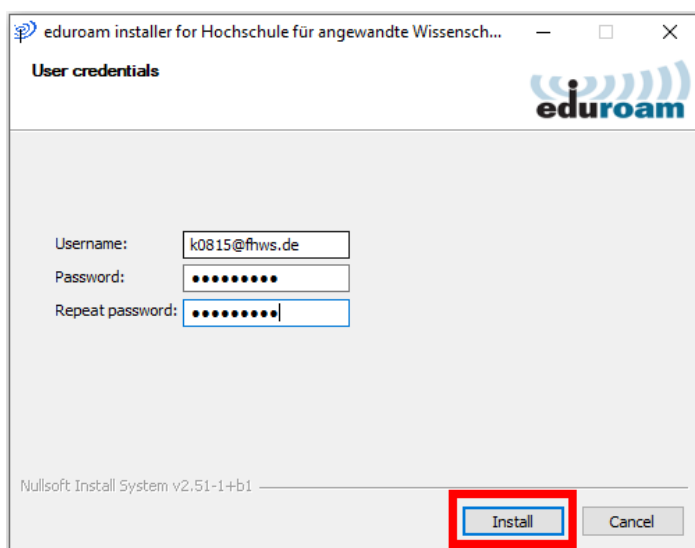 eduroam installer for Hochschule für angewandte Wissensch...
User credentials
eduroam
Username: k0815@fhws.de
Password: •••••••••
Repeat password: •••••••••
Nullsoft Install System v2.51-1+b1
Install Cancel